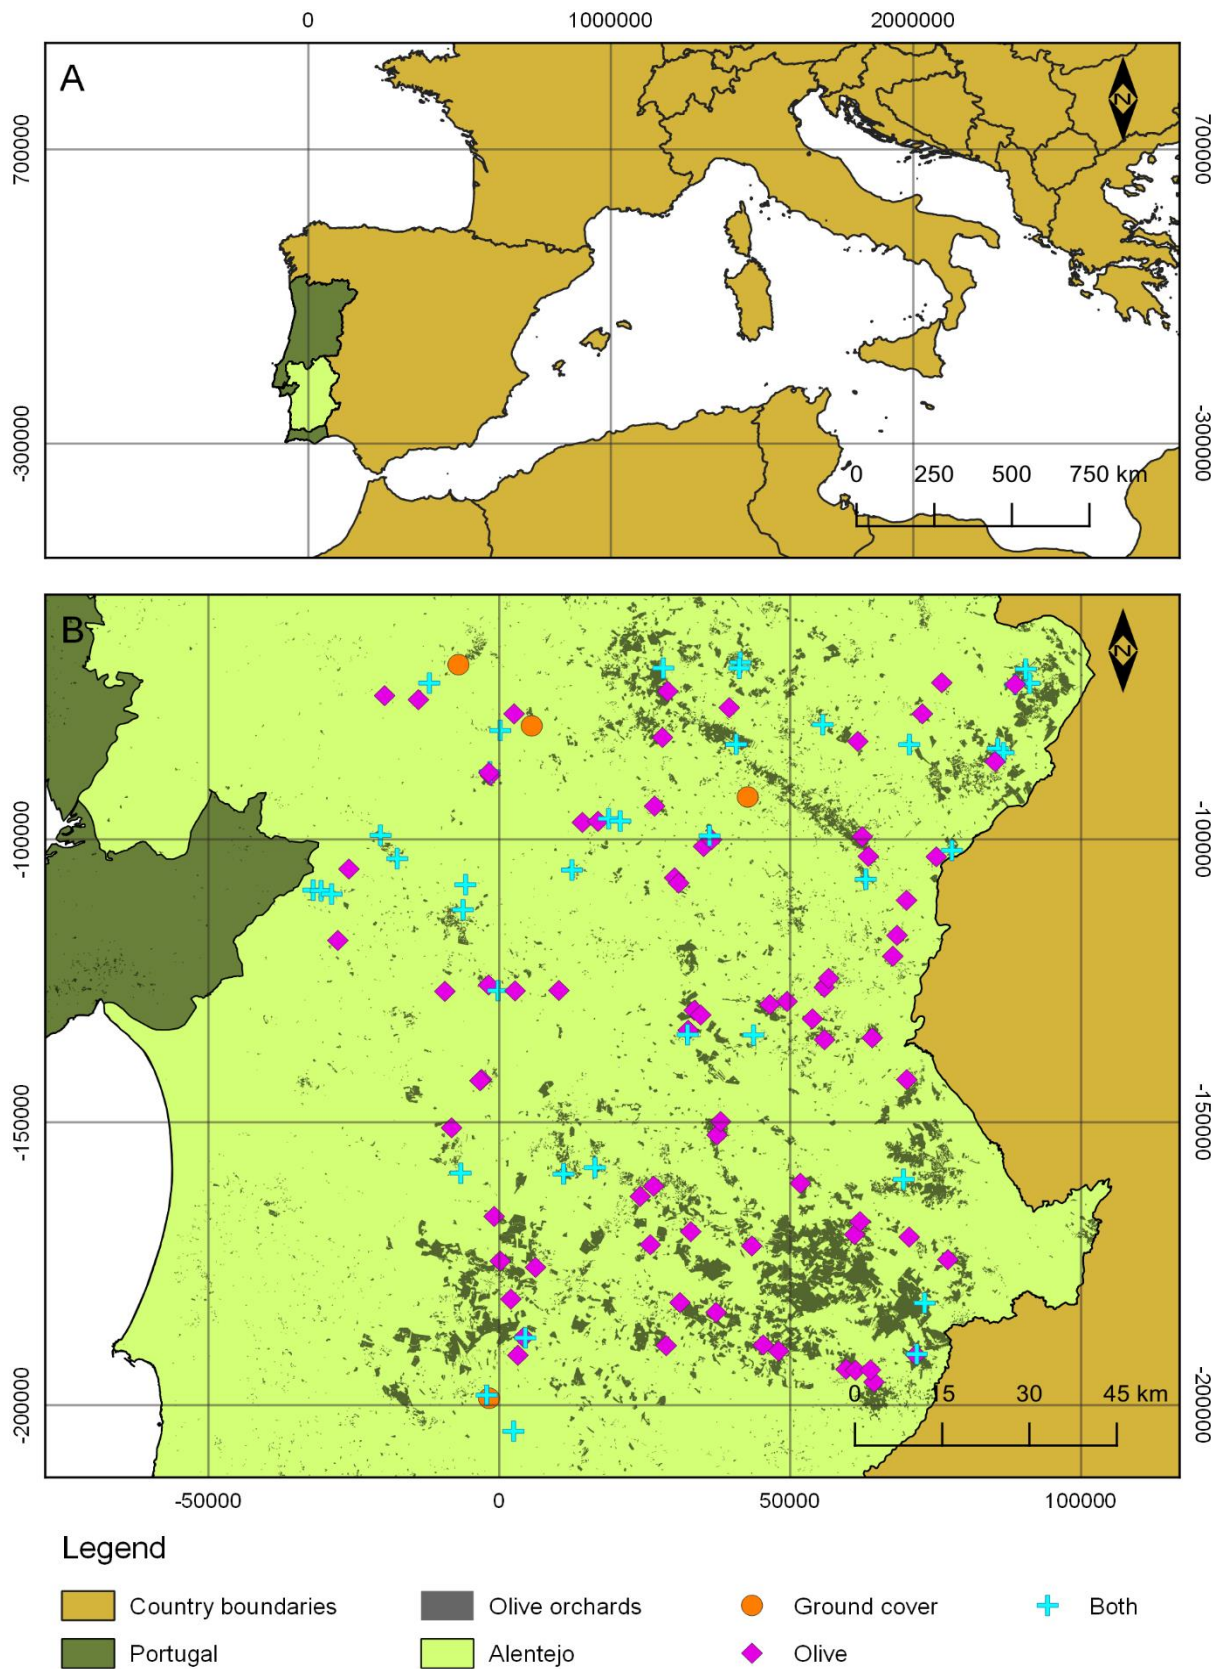 0 1000000 2000000
A
N
700000 700000
-300000 -300000
0 250 500 750 km
B
N
-100000 -100000
-150000 -150000
-200000 -200000
0 15 30 45 km
-50000 0 50000 100000
Legend
Country boundaries Olive orchards Ground cover Both
Portugal Alentejo Olive